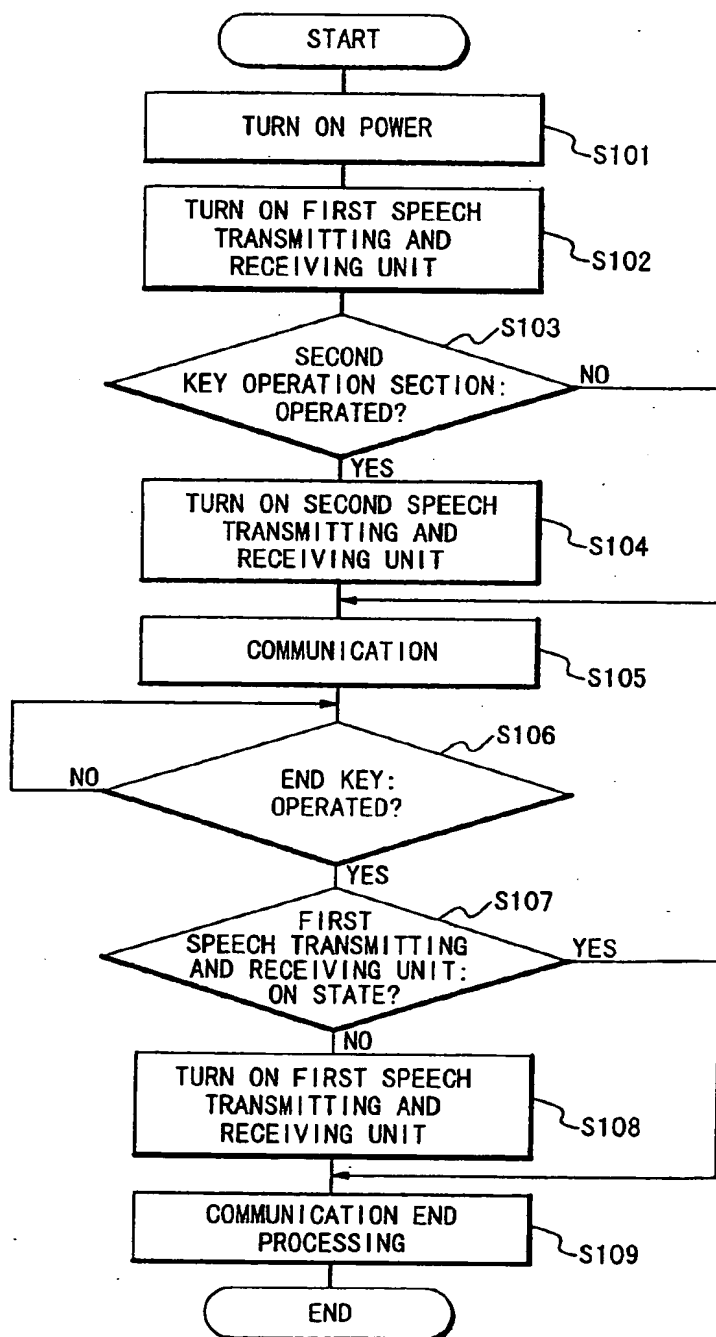 START
TURN ON POWER
S101
TURN ON FIRST SPEECH
TRANSMITTING AND
RECEIVING UNIT
S102
S103
SECOND
KEY OPERATION SECTION:
OPERATED?
NO
YES
TURN ON SECOND SPEECH
TRANSMITTING AND
RECEIVING UNIT
S104
COMMUNICATION
S105
S106
END KEY:
OPERATED?
NO
YES
S107
FIRST
SPEECH TRANSMITTING
AND RECEIVING UNIT:
ON STATE?
YES
NO
TURN ON FIRST SPEECH
TRANSMITTING AND
RECEIVING UNIT
S108
COMMUNICATION END
PROCESSING
S109
END